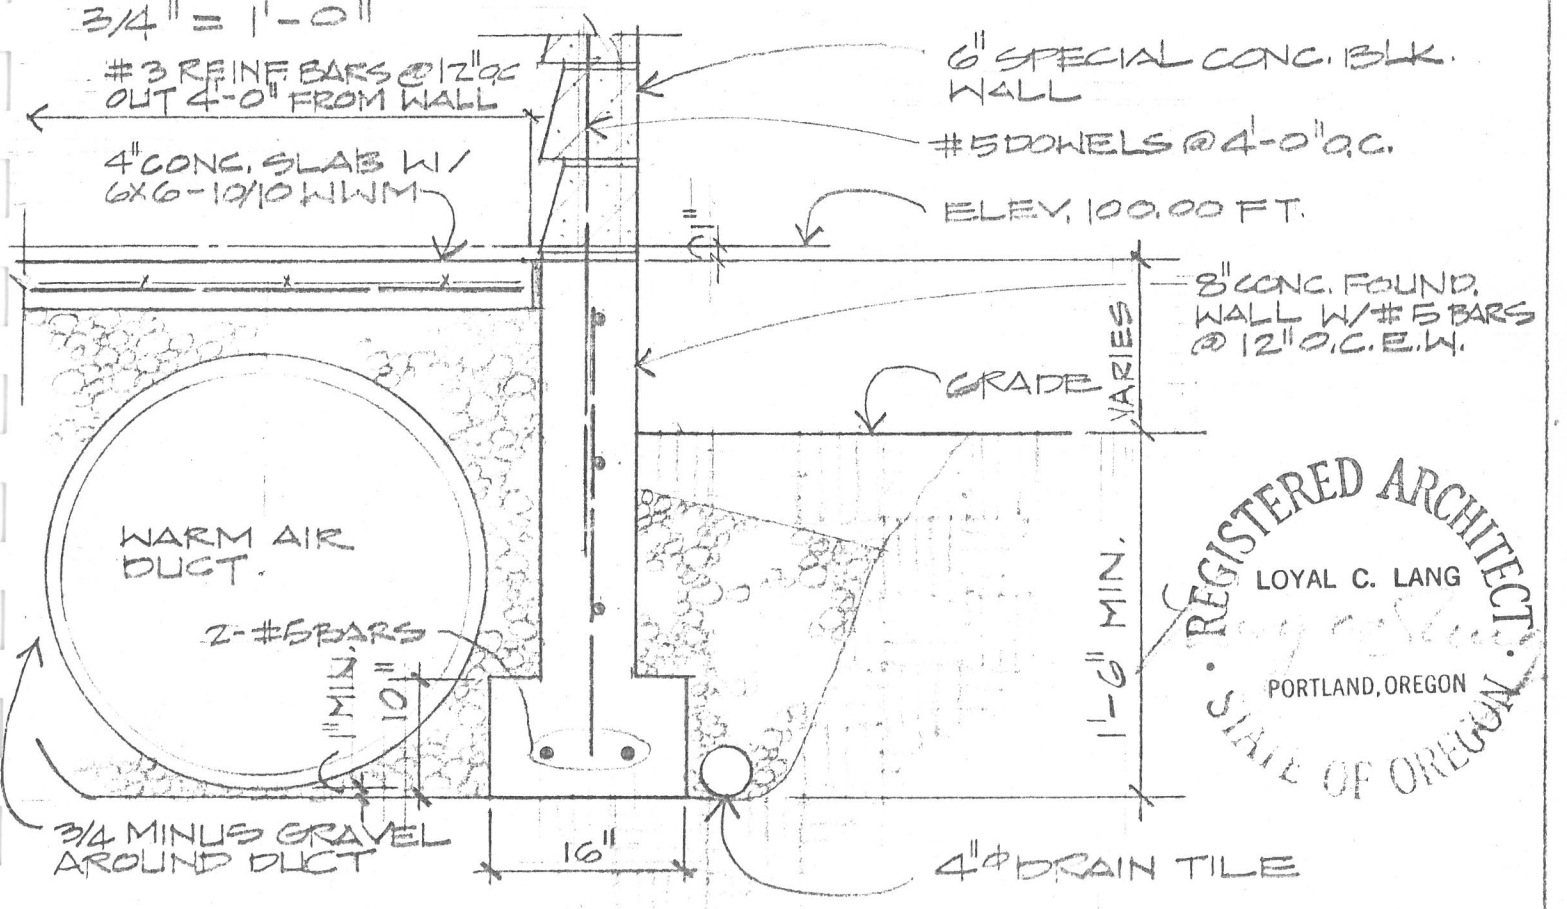 3/4" = 1'-0"
#3 REINF. BARS @ 12" O.C
OUT 4'-0" FROM WALL
4" CONC. SLAB W/
6X6-10/10 WWM
6" SPECIAL CONC. BLK.
WALL
#5 DOWELS @ 4'-0" O.C.
1"
ELEV. 100.00 FT.
8" CONC. FOUND.
WALL W/ #5 BARS
@ 12" O.C. E.W.
VARIES
GRADE
WARM AIR
DUCT.
2-#5 BARS
1" MIN.
10"
1'-6" MIN.
REGISTERED ARCHITECT
LOYAL C. LANG
PORTLAND, OREGON
STATE OF OREGON
3/4 MINUS GRAVEL
AROUND DUCT
16"
4"⌀ DRAIN TILE